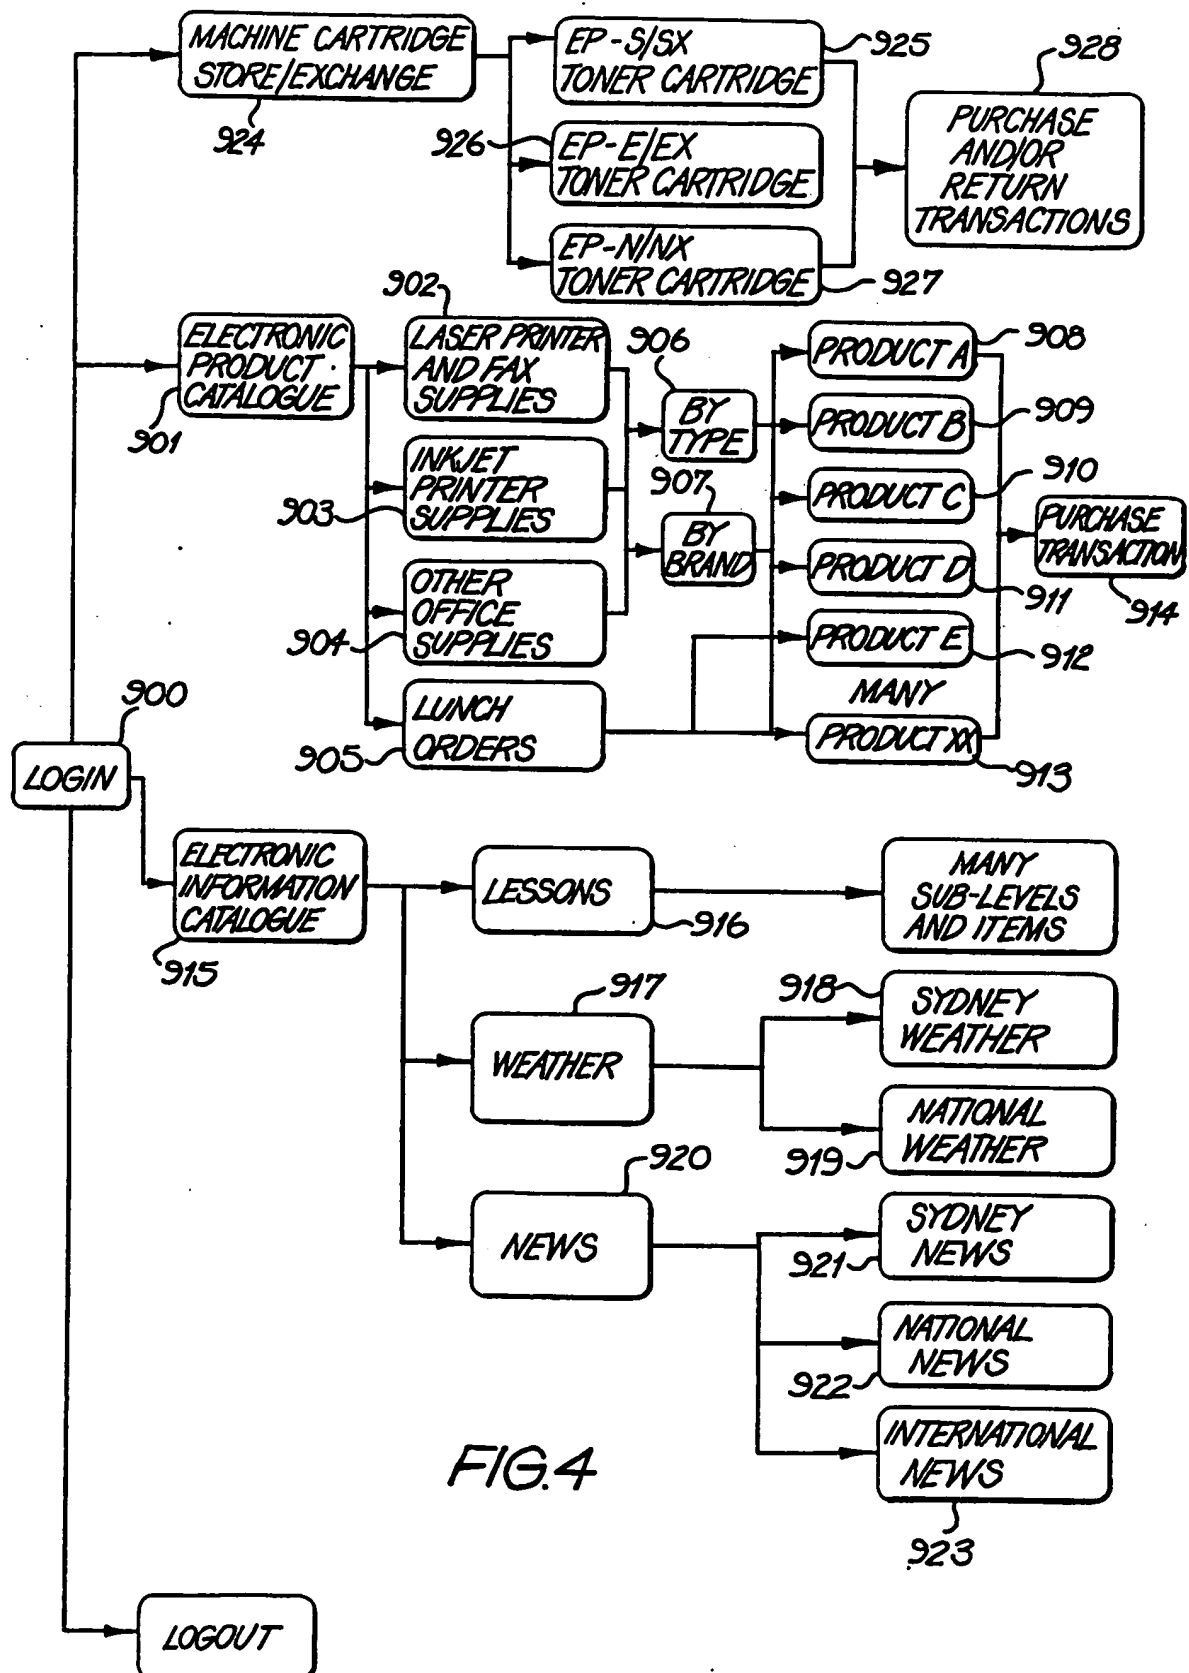 MACHINE CARTRIDGE
STORE/EXCHANGE
924
EP-S/SX
TONER CARTRIDGE
925
926
EP-E/EX
TONER CARTRIDGE
EP-N/NX
TONER CARTRIDGE
927
928
PURCHASE
AND/OR
RETURN
TRANSACTIONS
ELECTRONIC
PRODUCT
CATALOGUE
901
902
LASER PRINTER
AND FAX
SUPPLIES
INKJET
PRINTER
SUPPLIES
903
OTHER
OFFICE
SUPPLIES
904
LUNCH
ORDERS
905
906
BY
TYPE
907
BY
BRAND
PRODUCT A
908
PRODUCT B
909
PRODUCT C
910
PRODUCT D
911
PRODUCT E
912
MANY
PRODUCT XX
913
PURCHASE
TRANSACTION
914
900
LOGIN
ELECTRONIC
INFORMATION
CATALOGUE
915
LESSONS
916
MANY
SUB-LEVELS
AND ITEMS
917
WEATHER
918
SYDNEY
WEATHER
NATIONAL
WEATHER
919
920
NEWS
SYDNEY
NEWS
921
NATIONAL
NEWS
922
INTERNATIONAL
NEWS
923
FIG.4
LOGOUT